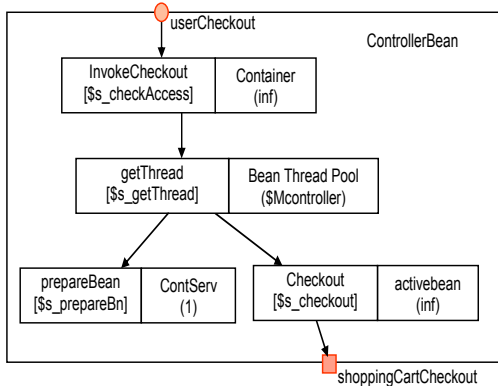 userCheckout
ControllerBean
InvokeCheckout
[$s_checkAccess]
Container
(inf)
getThread
[$s_getThread]
Bean Thread Pool
($Mcontroller)
prepareBean
[$s_prepareBn]
ContServ
(1)
Checkout
[$s_checkout]
activebean
(inf)
shoppingCartCheckout